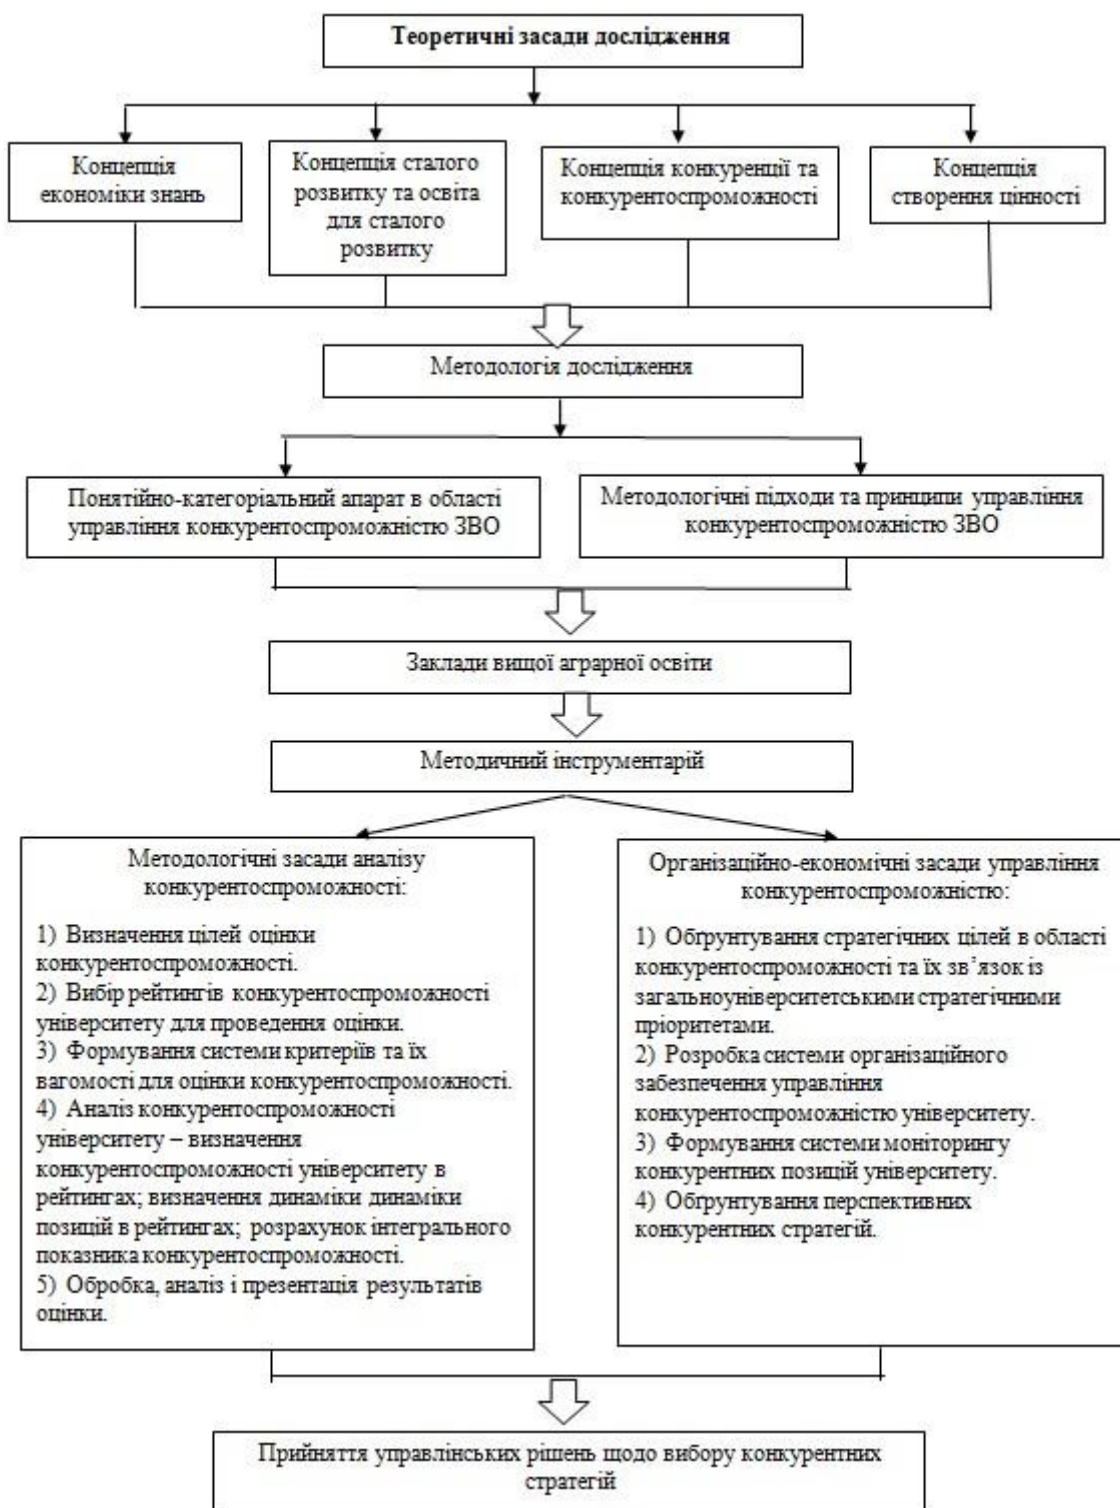 Теоретичні засади дослідження
Концепція
економіки знань
Концепція сталого
розвитку та освіта
для сталого
розвитку
Концепція конкуренції та
конкурентоспроможності
Концепція
створення цінності
Методологія дослідження
Понятійно-категоріальний апарат в області
управління конкурентоспроможністю ЗВО
Методологічні підходи та принципи управління
конкурентоспроможністю ЗВО
Заклади вищої аграрної освіти
Методичний інструментарій
Методологічні засади аналізу
конкурентоспроможності:
1) Визначення цілей оцінки
конкурентоспроможності.
2) Вибір рейтингів конкурентоспроможності
університету для проведення оцінки.
3) Формування системи критеріїв та їх
вагомості для оцінки конкурентоспроможності.
4) Аналіз конкурентоспроможності
університету – визначення
конкурентоспроможності університету в
рейтингах; визначення динаміки динаміки
позицій в рейтингах; розрахунок інтегрального
показника конкурентоспроможності.
5) Обробка, аналіз і презентація результатів
оцінки.
Організаційно-економічні засади управління
конкурентоспроможністю:
1) Обґрунтування стратегічних цілей в області
конкурентоспроможності та їх зв’язок із
загальноуніверситетськими стратегічними
пріоритетами.
2) Розробка системи організаційного
забезпечення управління
конкурентоспроможністю університету.
3) Формування системи моніторингу
конкурентних позицій університету.
4) Обґрунтування перспективних
конкурентних стратегій.
Прийняття управлінських рішень щодо вибору конкурентних
стратегій